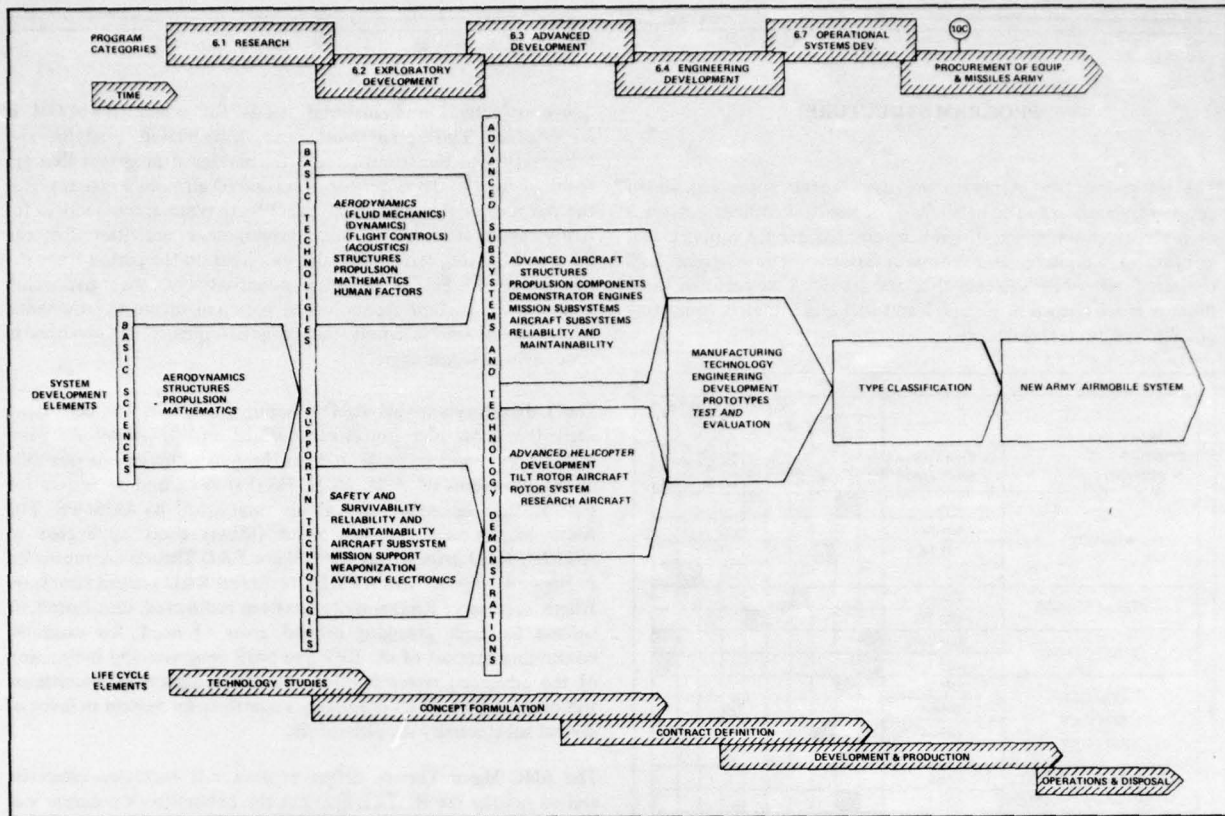 PROGRAM CATEGORIES
6.1 RESEARCH
6.2 EXPLORATORY
DEVELOPMENT
6.3 ADVANCED
DEVELOPMENT
6.4 ENGINEERING
DEVELOPMENT
6.7 OPERATIONAL
SYSTEMS DEV.
PROCUREMENT OF EQUIP.
& MISSILES ARMY
TIME
SYSTEM
DEVELOPMENT
ELEMENTS
BASIC SCIENCES
AERODYNAMICS
STRUCTURES
PROPULSION
MATHEMATICS
BASIC TECHNOLIGIES
SUPPORTIN TECHNOLOGIES
AERODYNAMICS
(FLUID MECHANICS)
(DYNAMICS)
(FLIGHT CONTROLS)
(ACOUSTICS)
STRUCTURES
PROPULSION
MATHEMATICS
HUMAN FACTORS
SAFETY AND
SURVIVABILITY
RELIABILITY AND
MAINTAINABILITY
AIRCRAFT SUBSYSTEM
MISSION SUPPORT
WEAPONIZATION
AVIATION ELECTRONICS
ADVANCD SUBSYSTEMS AND TECHNOLOGY DEMONSTRATIONS
ADVANCED AIRCRAFT
STRUCTURES
PROPULSION COMPONENTS
DEMONSTRATOR ENGINES
MISSION SUBSYSTEMS
AIRCRAFT SUBSYSTEMS
RELIABILITY AND
MAINTAINABILITY
ADVANCED HELICOPTER
DEVELOPMENT
TILT ROTOR AIRCRAFT
ROTOR SYSTEM
RESEARCH AIRCRAFT
MANUFACTURING
TECHNOLOGY
ENGINEERING
DEVELOPMENT
PROTOTYPES
TEST AND
EVALUATION
TYPE CLASSIFICATION
NEW ARMY AIRMOBILE SYSTEM
LIFE CYCLE
ELEMENTS
TECHNOLOGY STUDIES
CONCEPT FORMULATION
CONTRACT DEFINITION
DEVELOPMENT & PRODUCTION
OPERATIONS & DISPOSAL